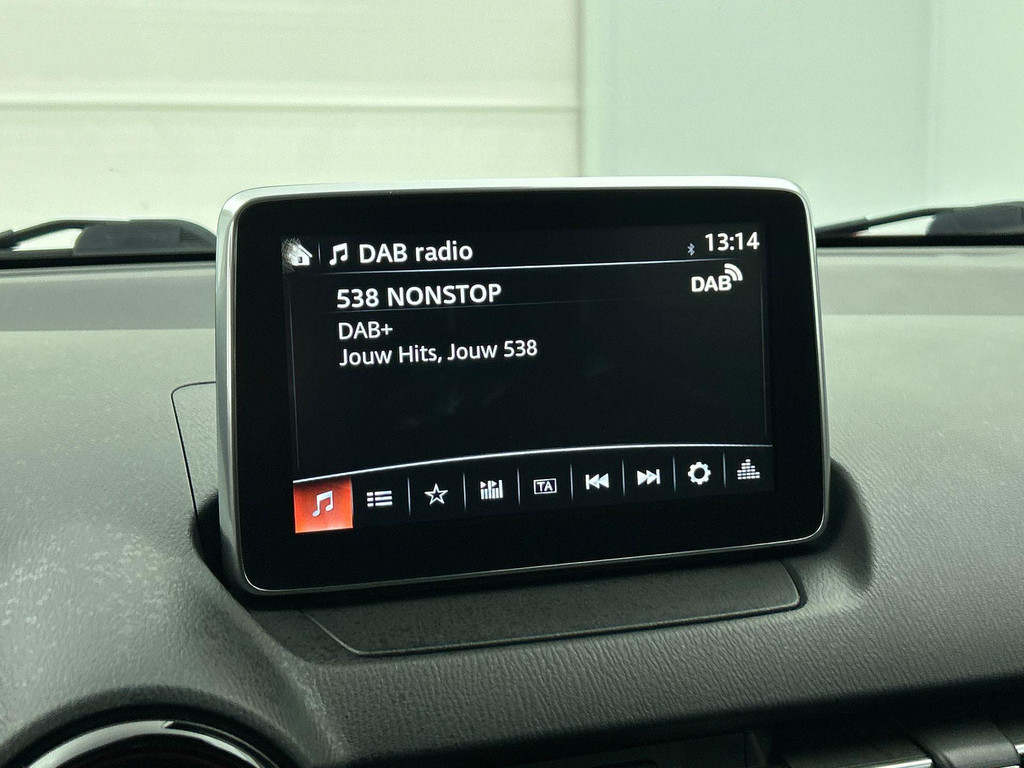 DAB radio
13:14
538 NONSTOP
DAB
DAB+
Jouw Hits, Jouw 538
TA